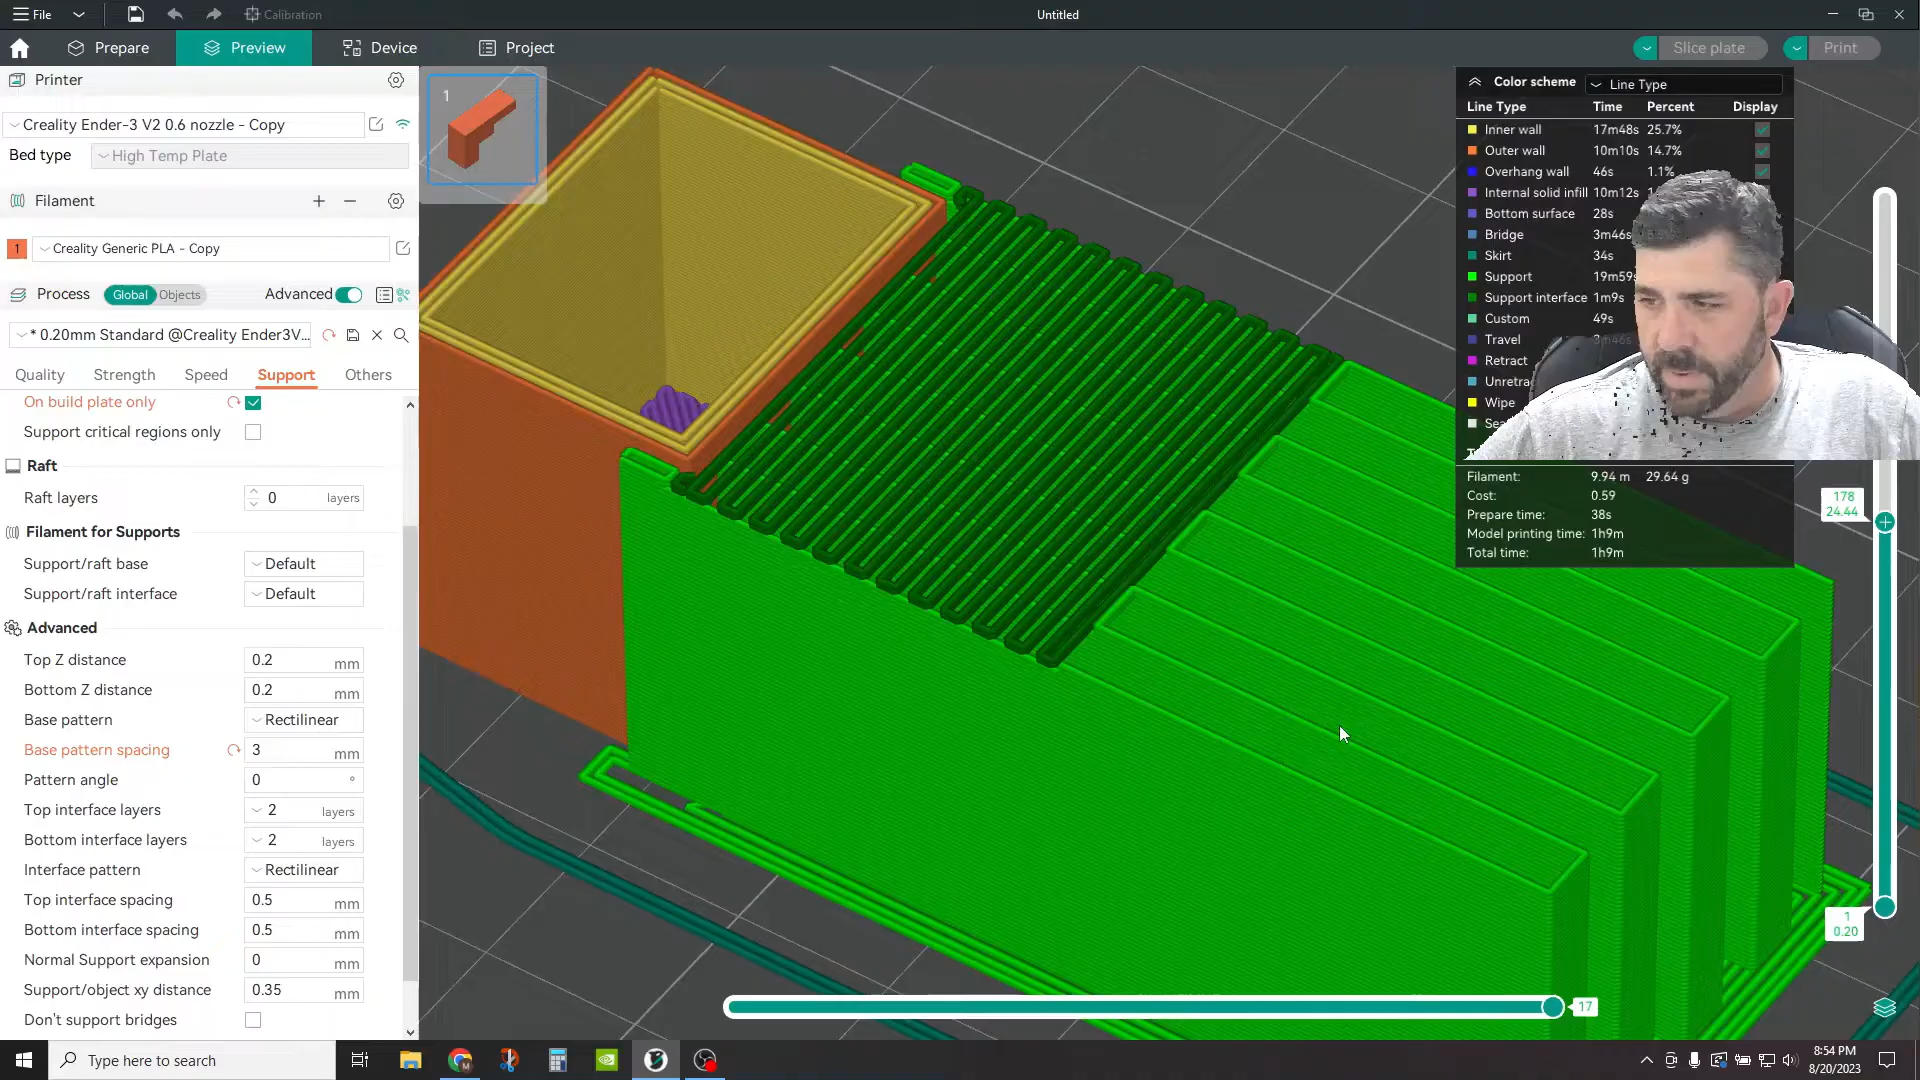 File
Calibration
Untitled
Prepare
Preview
Device
Project
Slice plate
Print
Printer
Creality Ender-3 V2 0.6 nozzle - Copy
Bed type
High Temp Plate
Filament
1
Creality Generic PLA - Copy
Process
Global
Objects
Advanced
* 0.20mm Standard @Creality Ender3V...
Quality
Strength
Speed
Support
Others
On build plate only
Support critical regions only
Raft
Raft layers
0
layers
Filament for Supports
Support/raft base
Default
Support/raft interface
Default
Advanced
Top Z distance
0.2
mm
Bottom Z distance
0.2
mm
Base pattern
Rectilinear
Base pattern spacing
3
mm
Pattern angle
0
°
Top interface layers
2
layers
Bottom interface layers
2
layers
Interface pattern
Rectilinear
Top interface spacing
0.5
mm
Bottom interface spacing
0.5
mm
Normal Support expansion
0
mm
Support/object xy distance
0.35
mm
Don't support bridges
1
Color scheme
Line Type
Line Type Time Percent Display
Inner wall 17m48s 25.7%
Outer wall 10m10s 14.7%
Overhang wall 46s 1.1%
Internal solid infill 10m12s
Bottom surface 28s
Bridge 3m46s
Skirt 34s
Support 19m59s
Support interface 1m9s
Custom 49s
Travel
Retract
Unretra
Wipe
Filament: 9.94 m 29.64 g
Cost: 0.59
Prepare time: 38s
Model printing time: 1h9m
Total time: 1h9m
178
24.44
1
0.20
17
Type here to search
8:54 PM
8/20/2023